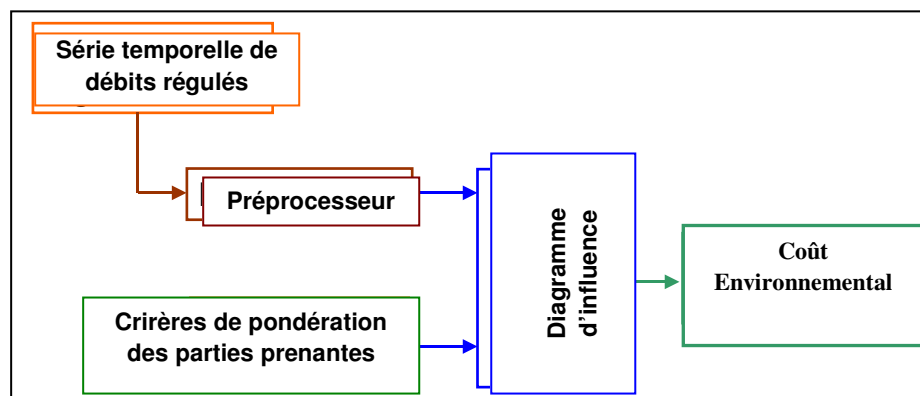 Série temporelle de
débits régulés
Préprocesseur
Crirères de pondération
des parties prenantes
Diagramme
d'influence
Coût
Environnemental